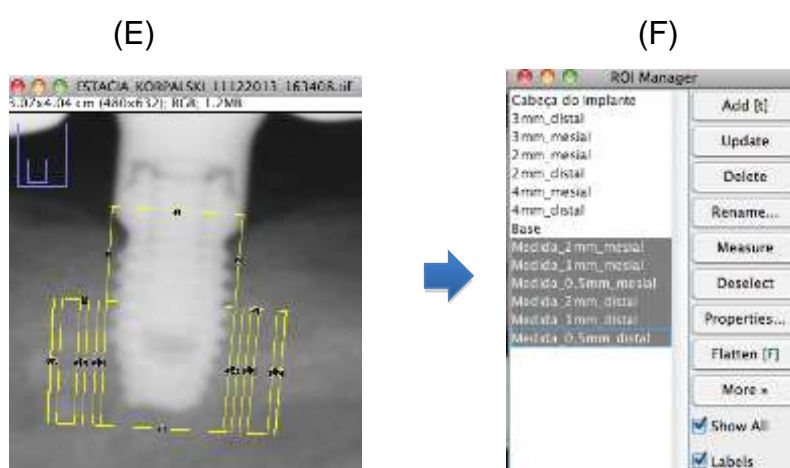 (E)
(F)
ESTACIA_KORPALSKI_11122013_163408.tif
3.07x4.04 cm (480x632); RGB; 1.2MB
ROI Manager
Cabeça do Implante
3mm_distal
3mm_mesial
2mm_mesial
2mm_distal
4mm_mesial
4mm_distal
Base
Medida_2mm_mesial
Medida_1mm_mesial
Medida_0,5mm_mesial
Medida_2mm_distal
Medida_1mm_distal
Medida_0,5mm_distal
Add [t]
Update
Delete
Rename...
Measure
Deselect
Properties...
Flatten [F]
More »
Show All
Labels